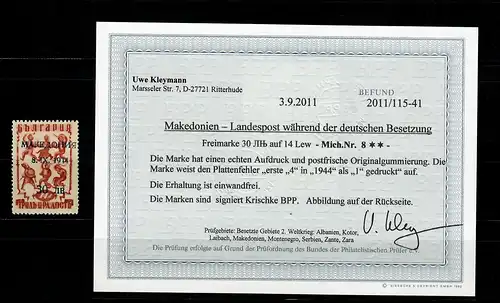 Uwe Kleymann
Marsseler Str. 7, D-27721 Ritterhude
BEFUND
3.9.2011
2011/115-41
Makedonien – Landespost während der deutschen Besetzung
Freimarke 30 ЛЊ auf 14 Lew - Mich.Nr. 8 ** -
Die Marke hat einen echten Aufdruck und postfrische Originalgummierung. Die
Marke weist den Plattenfehler „erste „4" in „1944" als „1" gedruckt" auf.
Die Erhaltung ist einwandfrei.
Die Marken sind signiert Krischke BPP. Abbildung auf der Rückseite.
Prüfgebiete: Besetzte Gebiete 2. Weltkrieg: Albanien, Kotor,
Laibach, Makedonien, Montenegro, Serbien, Zante, Zara
Die Prüfung erfolgte auf Grund der Prüfordnung des Bundes der Philatelistischen Prüfer e.V.
БЪЛГАРИЯ
МАКЕДОНИЯ
8.IX.1914
30 ЛВ.